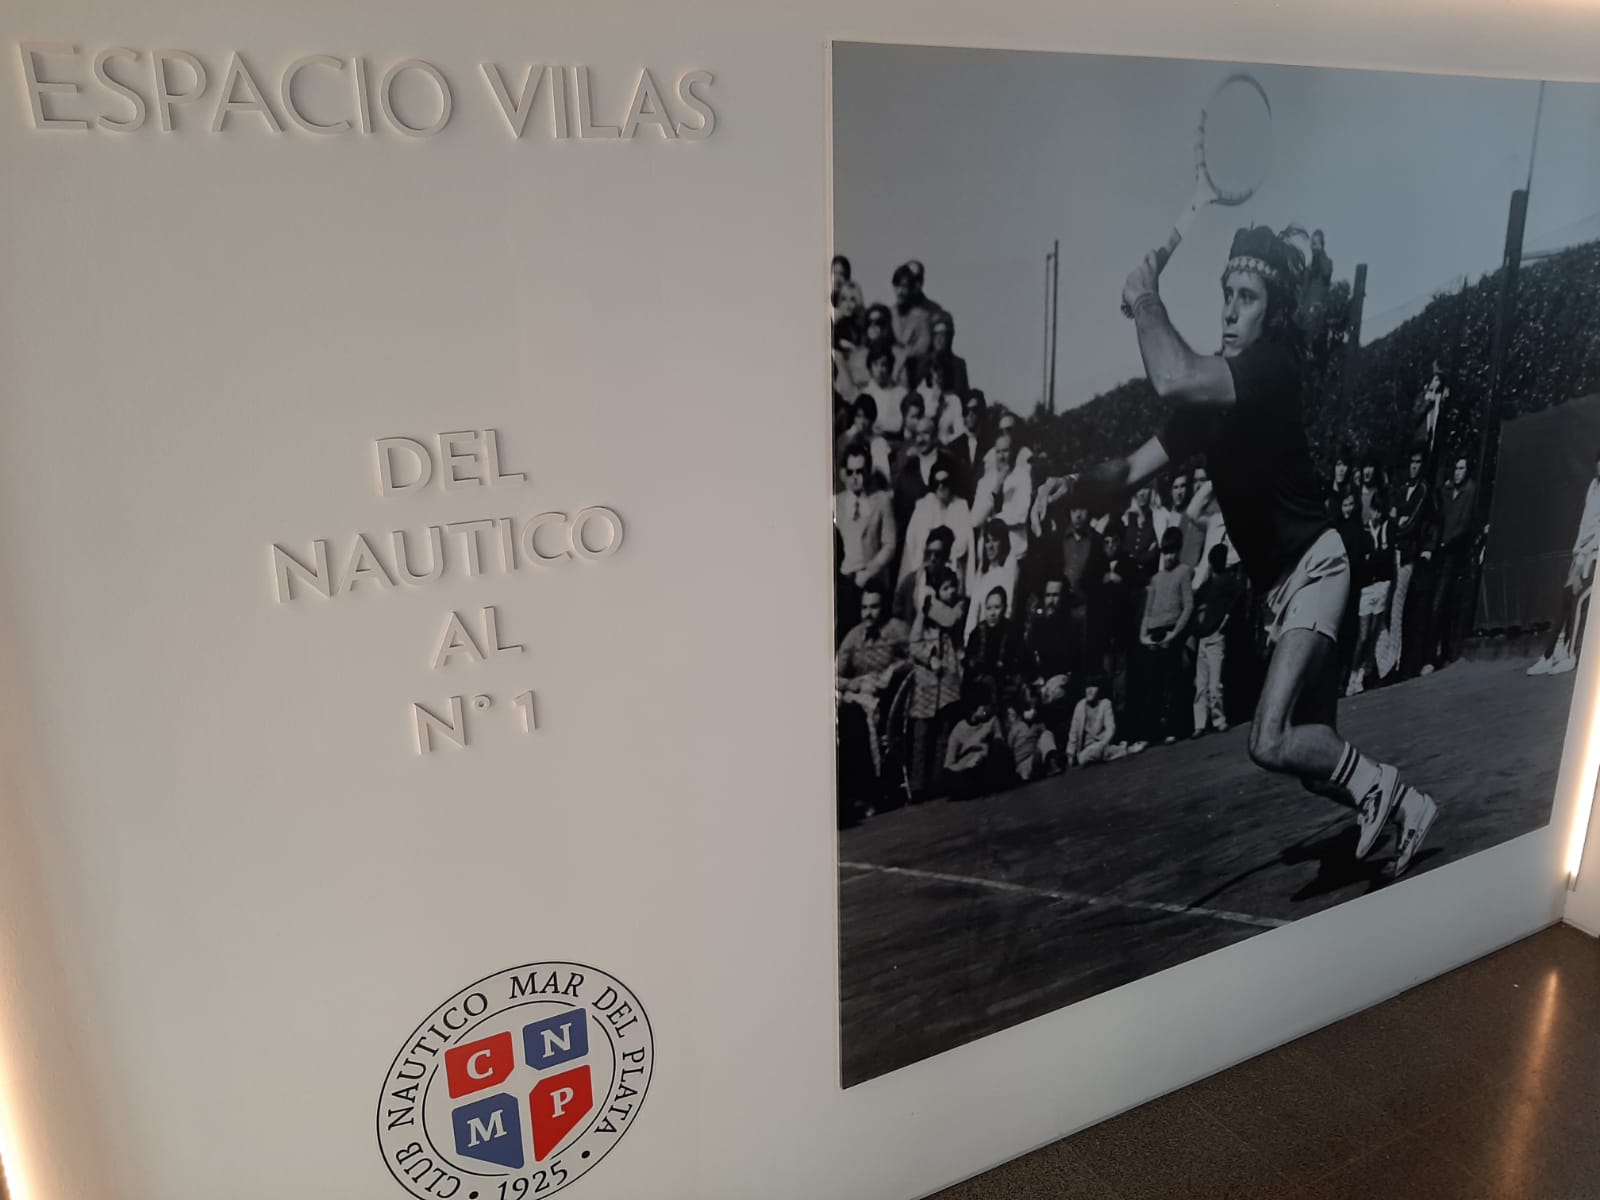 ESPACIO VILAS
DEL
NAUTICO
AL
N° 1
CLUB NAUTICO MAR DEL PLATA
C N
M P
• 1925 •